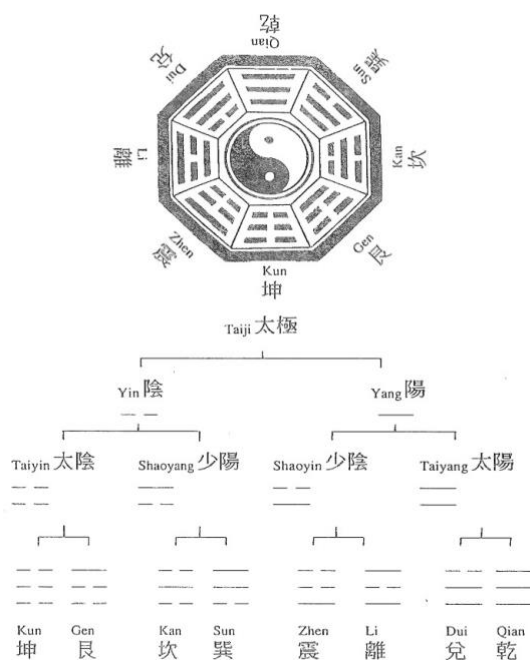 乾
Qian
兌
Dui
巽
Sun
離
Li
Kan
坎
震
Zhen
Gen
艮
Kun
坤
Taiji 太極
Yin 陰
Yang 陽
Taiyin 太陰
Shaoyang 少陽
Shaoyin 少陰
Taiyang 太陽
Kun Gen Kan Sun Zhen Li Dui Qian
坤 艮 坎 巽 震 離 兌 乾